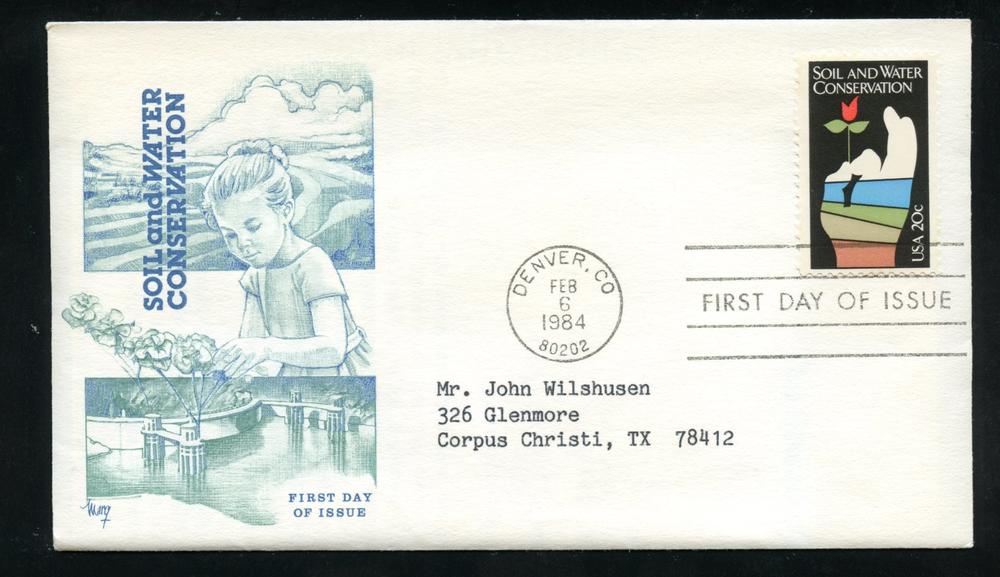 SOIL and WATER
CONSERVATION
FIRST DAY
OF ISSUE
SOIL AND WATER
CONSERVATION
USA 20c
DENVER, CO
FEB
6
1984
80202
FIRST DAY OF ISSUE
Mr. John Wilshusen
326 Glenmore
Corpus Christi, TX 78412